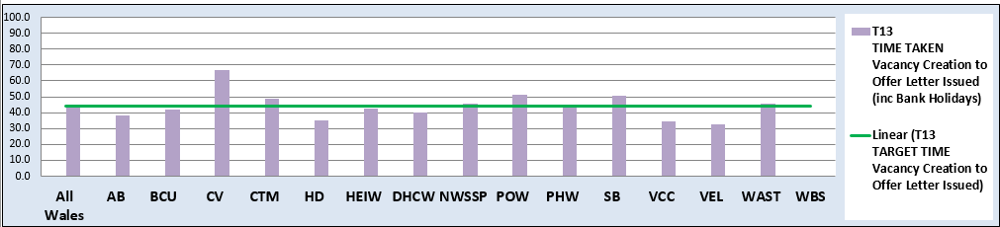 100.0
90.0
80.0
70.0
60.0
50.0
40.0
30.0
20.0
10.0
0.0
All Wales AB BCU CV CTM HD HEIW DHCW NWSSP POW PHW SB VCC VEL WAST WBS
T13
TIME TAKEN
Vacancy Creation to
Offer Letter Issued
(inc Bank Holidays)
Linear (T13
TARGET TIME
Vacancy Creation to
Offer Letter Issued)